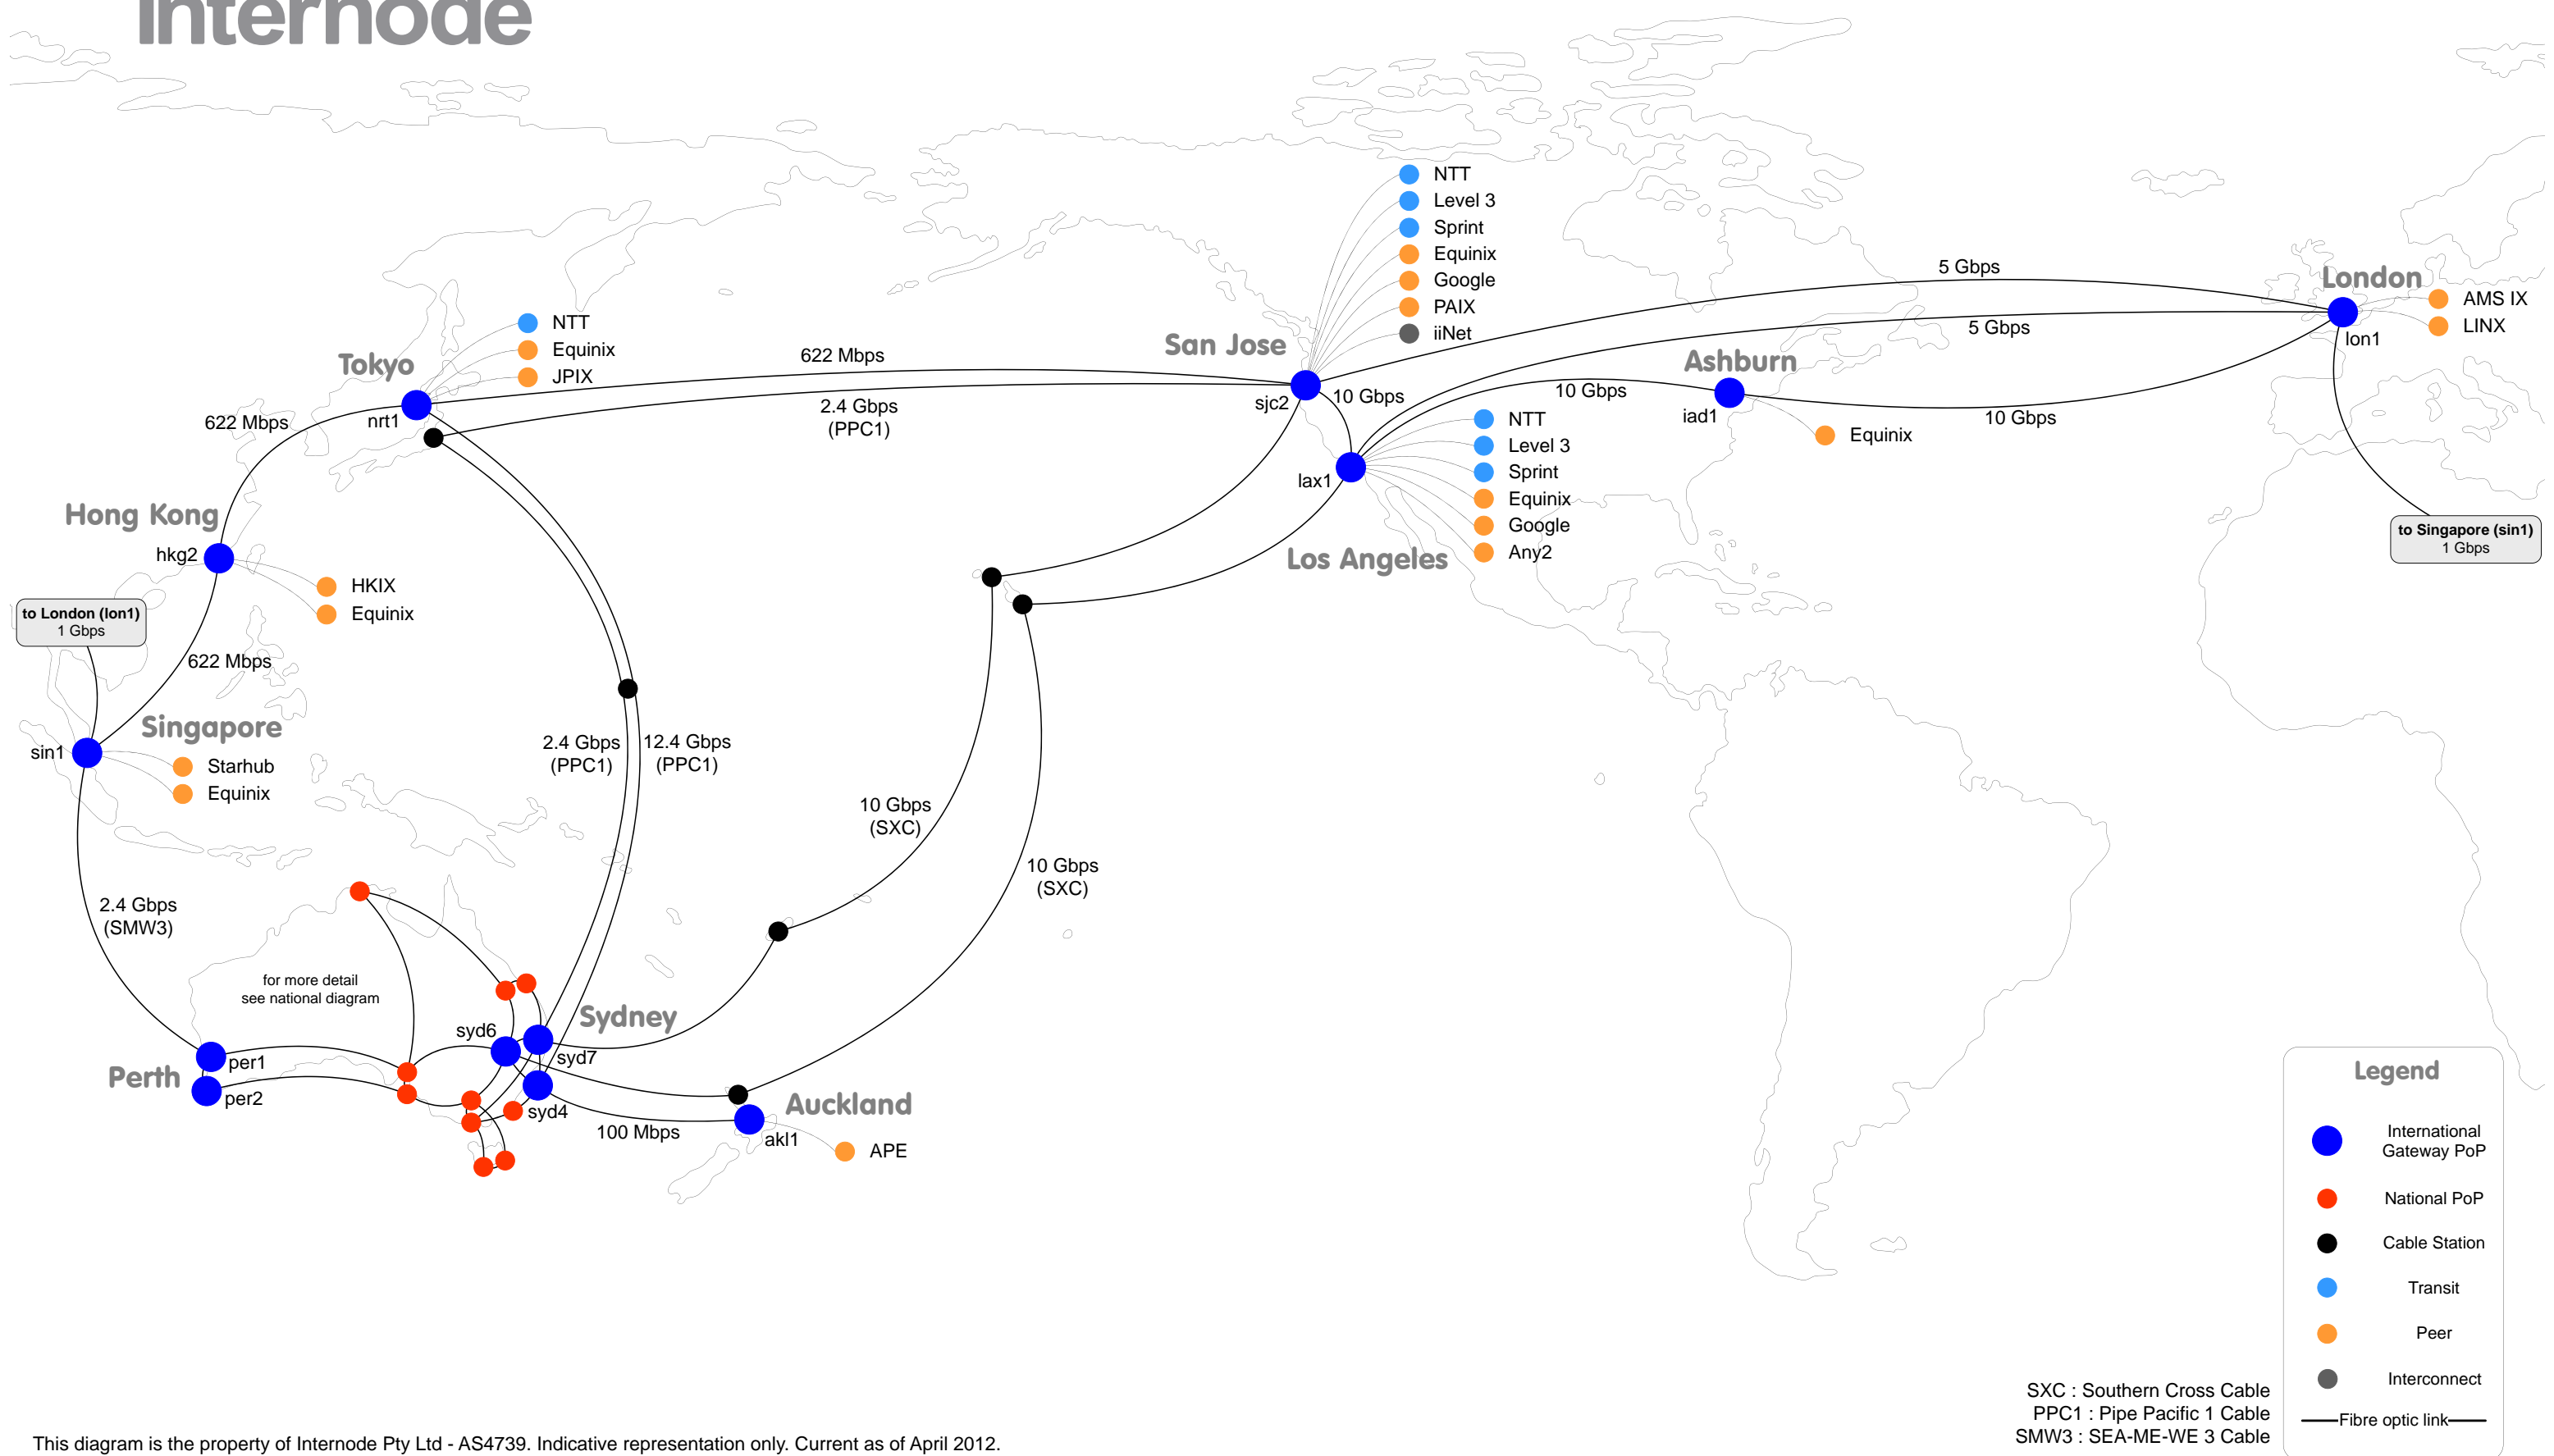 internode
NTT
Level 3
Sprint
Equinix
Google
PAIX
iiNet
San Jose
sjc2
5 Gbps
5 Gbps
London
lon1
AMS IX
LINX
NTT
Equinix
JPIX
Tokyo
nrt1
622 Mbps
2.4 Gbps
(PPC1)
622 Mbps
10 Gbps
10 Gbps
Ashburn
iad1
10 Gbps
Equinix
NTT
Level 3
Sprint
Equinix
Google
Any2
lax1
Los Angeles
to Singapore (sin1)
1 Gbps
Hong Kong
hkg2
HKIX
Equinix
to London (lon1)
1 Gbps
622 Mbps
Singapore
sin1
Starhub
Equinix
2.4 Gbps
(PPC1)
12.4 Gbps
(PPC1)
10 Gbps
(SXC)
10 Gbps
(SXC)
2.4 Gbps
(SMW3)
for more detail
see national diagram
Sydney
syd6
syd7
syd4
Perth
per1
per2
100 Mbps
Auckland
akl1
APE
Legend
International
Gateway PoP
National PoP
Cable Station
Transit
Peer
Interconnect
Fibre optic link
SXC : Southern Cross Cable
PPC1 : Pipe Pacific 1 Cable
SMW3 : SEA-ME-WE 3 Cable
This diagram is the property of Internode Pty Ltd - AS4739. Indicative representation only. Current as of April 2012.